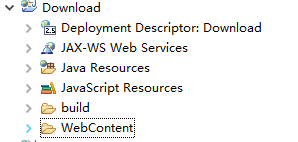 Download
Deployment Descriptor: Download
JAX-WS Web Services
Java Resources
JavaScript Resources
build
WebContent